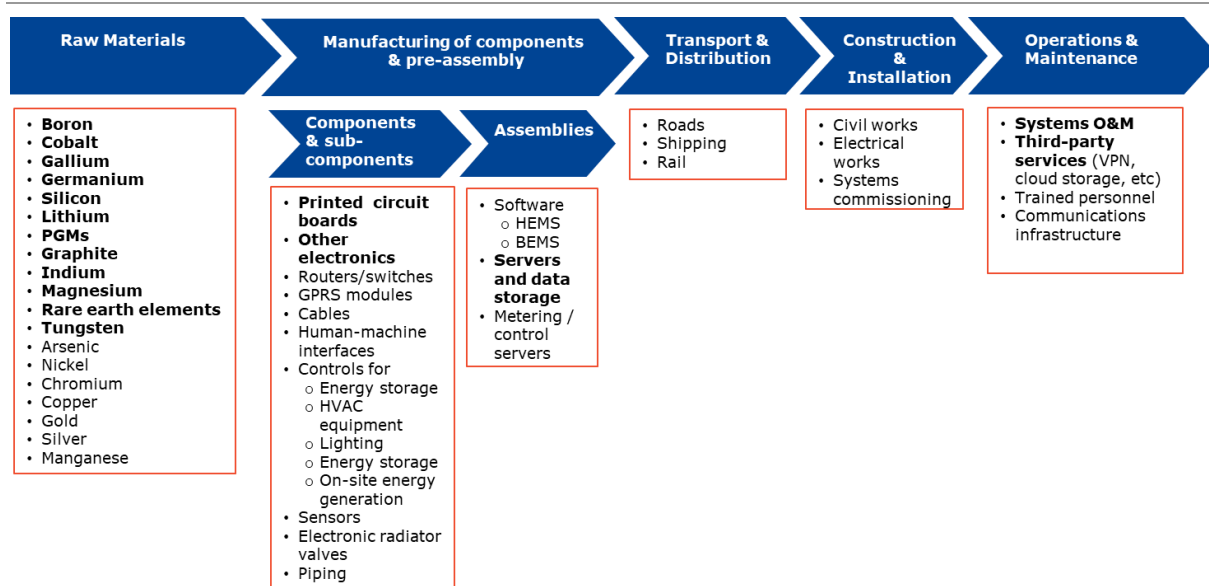 Raw Materials
Manufacturing of components
& pre-assembly
Transport &
Distribution
Construction
&
Installation
Operations &
Maintenance
• Boron
• Cobalt
• Gallium
• Germanium
• Silicon
• Lithium
• PGMs
• Graphite
• Indium
• Magnesium
• Rare earth elements
• Tungsten
• Arsenic
• Nickel
• Chromium
• Copper
• Gold
• Silver
• Manganese
Components
& sub-
components
• Printed circuit
boards
• Other
electronics
• Routers/switches
• GPRS modules
• Cables
• Human-machine
interfaces
• Controls for
o Energy storage
o HVAC
equipment
o Lighting
o Energy storage
o On-site energy
generation
• Sensors
• Electronic radiator
valves
• Piping
Assemblies
• Software
o HEMS
o BEMS
• Servers
and data
storage
• Metering /
control
servers
• Roads
• Shipping
• Rail
• Civil works
• Electrical
works
• Systems
commissioning
• Systems O&M
• Third-party
services (VPN,
cloud storage, etc)
• Trained personnel
• Communications
infrastructure